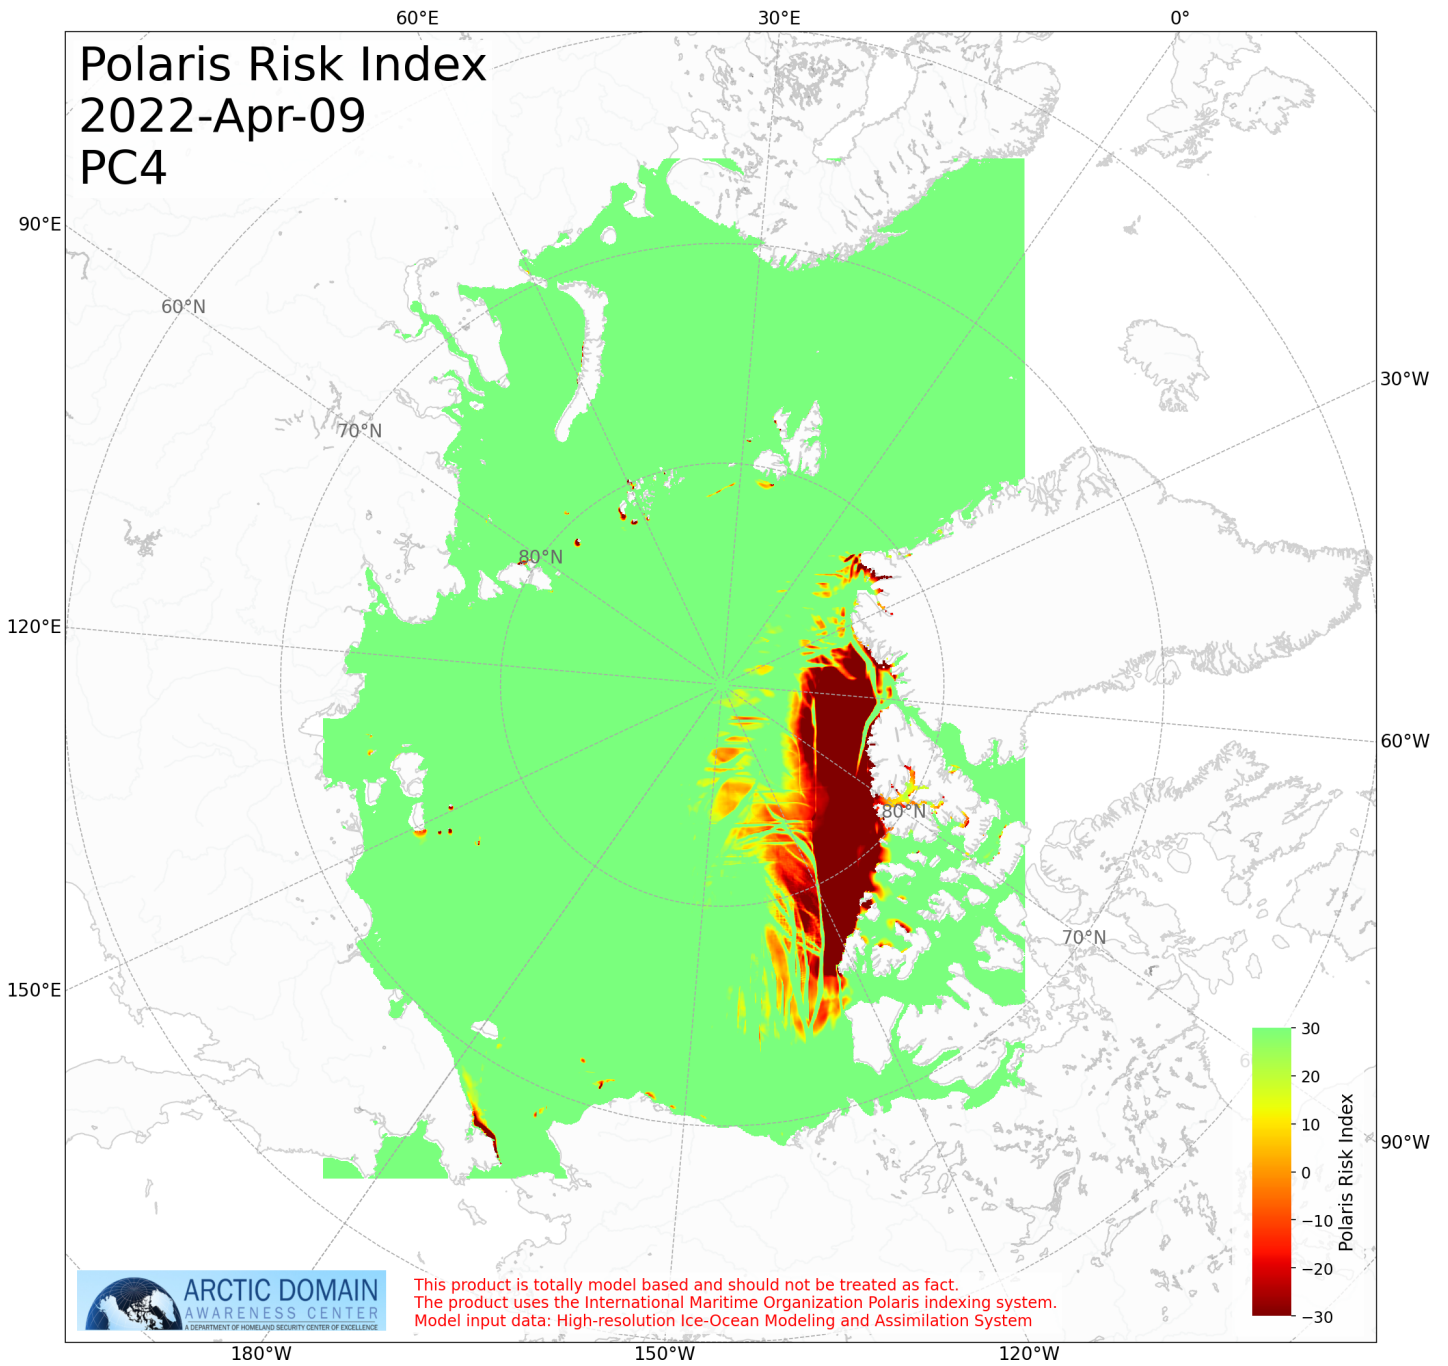 60°E
30°E
0°
Polaris Risk Index
2022-Apr-09
PC4
90°E
60°N
30°W
70°N
80°N
120°E
60°W
80°N
70°N
150°E
30
20
10
0
−10
−20
−30
Polaris Risk Index
90°W
ARCTIC DOMAIN
AWARENESS CENTER
A DEPARTMENT OF HOMELAND SECURITY CENTER OF EXCELLENCE
This product is totally model based and should not be treated as fact.
The product uses the International Maritime Organization Polaris indexing system.
Model input data: High-resolution Ice-Ocean Modeling and Assimilation System
180°W
150°W
120°W